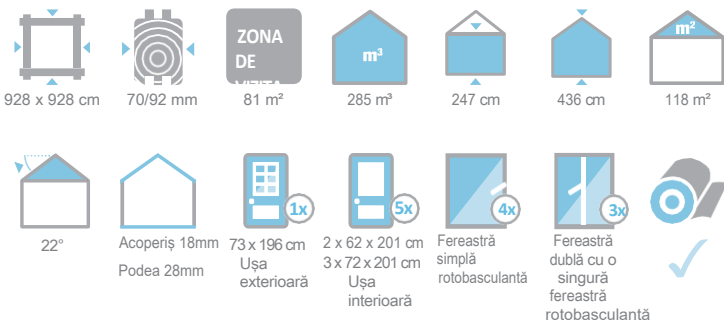 ZONA
DE
m³
m²
928 x 928 cm
70/92 mm
81 m²
285 m³
247 cm
436 cm
118 m²
1x
5x
4x
3x
22°
Acoperiș 18mm
Podea 28mm
73 x 196 cm
Ușa
exterioară
2 x 62 x 201 cm
3 x 72 x 201 cm
Ușa
interioară
Fereastră
simplă
rotobasculantă
Fereastră
dublă cu o
singură
fereastră
rotobasculantă